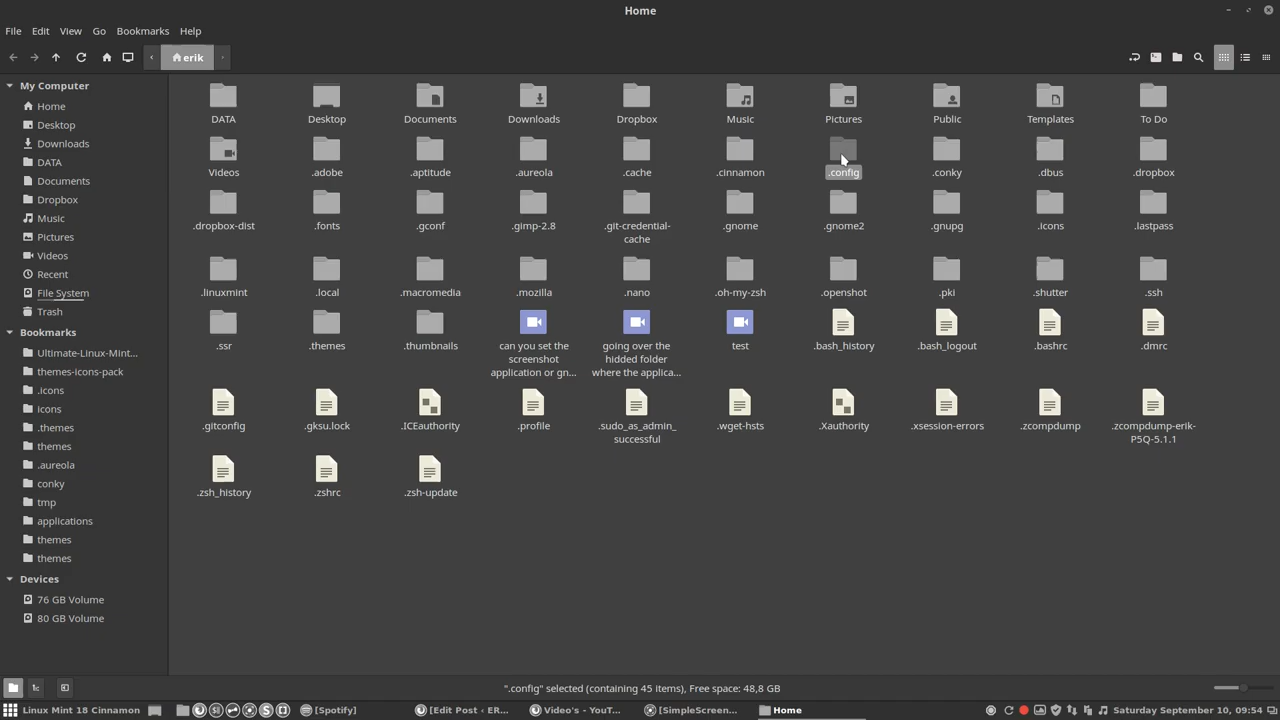 Home
File Edit View Go Bookmarks Help
erik
My Computer
Home
Desktop
Downloads
DATA
Documents
Dropbox
Music
Pictures
Videos
Recent
File System
Trash
Bookmarks
Ultimate-Linux-Mint...
themes-icons-pack
.icons
icons
.themes
themes
.aureola
conky
tmp
applications
themes
themes
Devices
76 GB Volume
80 GB Volume
DATA Desktop Documents Downloads Dropbox Music Pictures Public Templates To Do
Videos .adobe .aptitude .aureola .cache .cinnamon .config .conky .dbus .dropbox
.dropbox-dist .fonts .gconf .gimp-2.8 .git-credential-cache .gnome .gnome2 .gnupg .icons .lastpass
.linuxmint .local .macromedia .mozilla .nano .oh-my-zsh .openshot .pki .shutter .ssh
.ssr .themes .thumbnails can you set the screenshot application or gn... going over the hidded folder where the applica... test .bash_history .bash_logout .bashrc .dmrc
.gitconfig .gksu.lock .ICEauthority .profile .sudo_as_admin_successful .wget-hsts .Xauthority .xsession-errors .zcompdump .zcompdump-erik-P5Q-5.1.1
.zsh_history .zshrc .zsh-update
".config" selected (containing 45 items), Free space: 48,8 GB
Linux Mint 18 Cinnamon [Spotify] [Edit Post ‹ ER... Video's - YouT... [SimpleScreen... Home Saturday September 10, 09:54